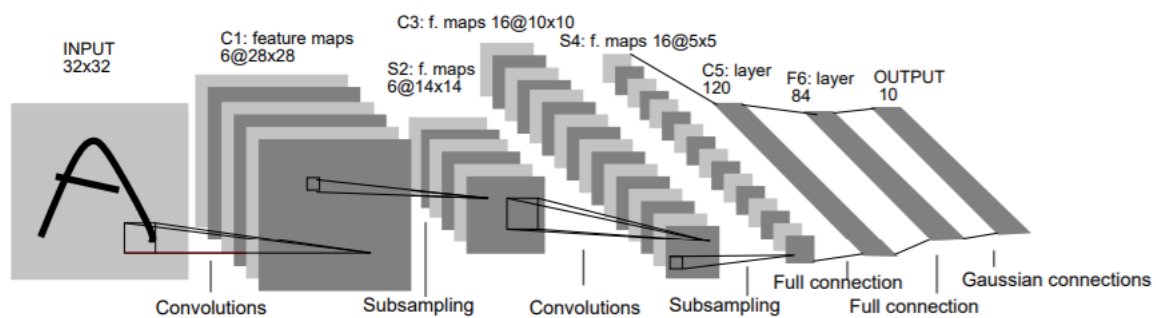 INPUT
32x32
C1: feature maps
6@28x28
S2: f. maps
6@14x14
C3: f. maps 16@10x10
S4: f. maps 16@5x5
C5: layer
120
F6: layer
84
OUTPUT
10
Convolutions
Subsampling
Convolutions
Subsampling
Full connection
Full connection
Gaussian connections